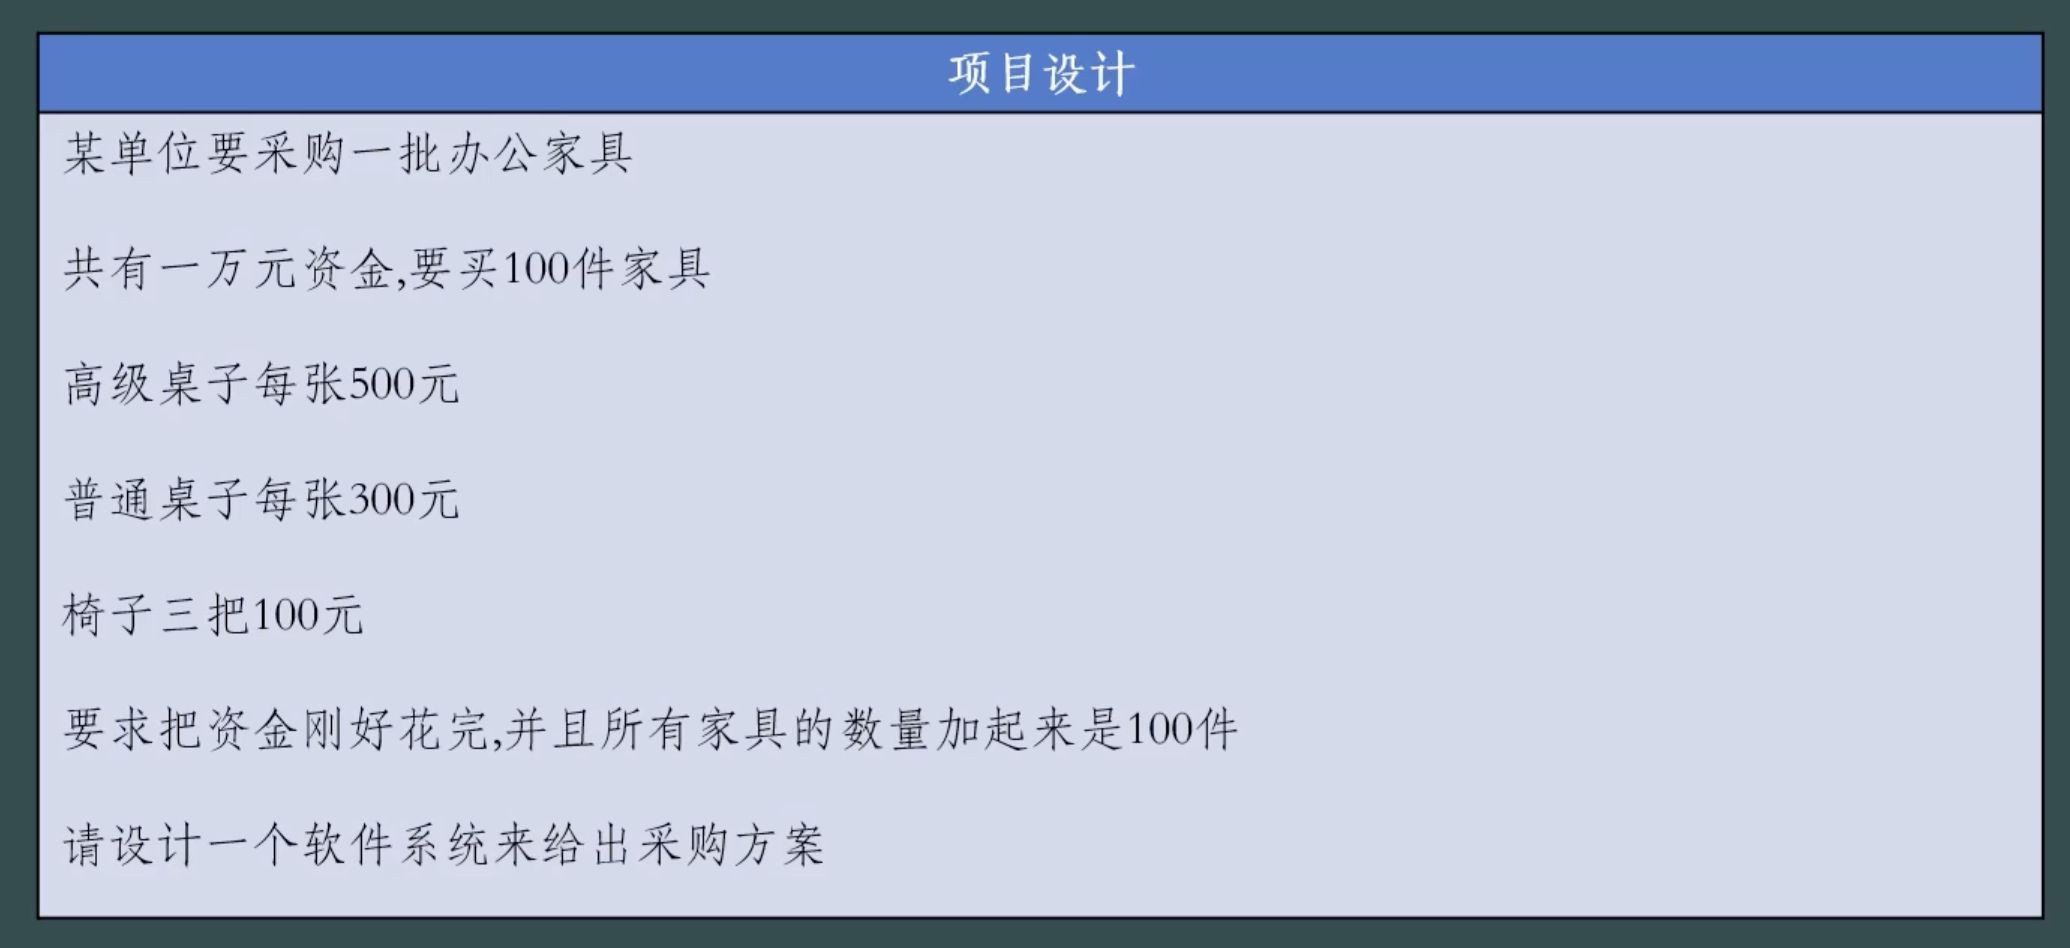 项目设计
某单位要采购一批办公家具
共有一万元资金,要买100件家具
高级桌子每张500元
普通桌子每张300元
椅子三把100元
要求把资金刚好花完,并且所有家具的数量加起来是100件
请设计一个软件系统来给出采购方案